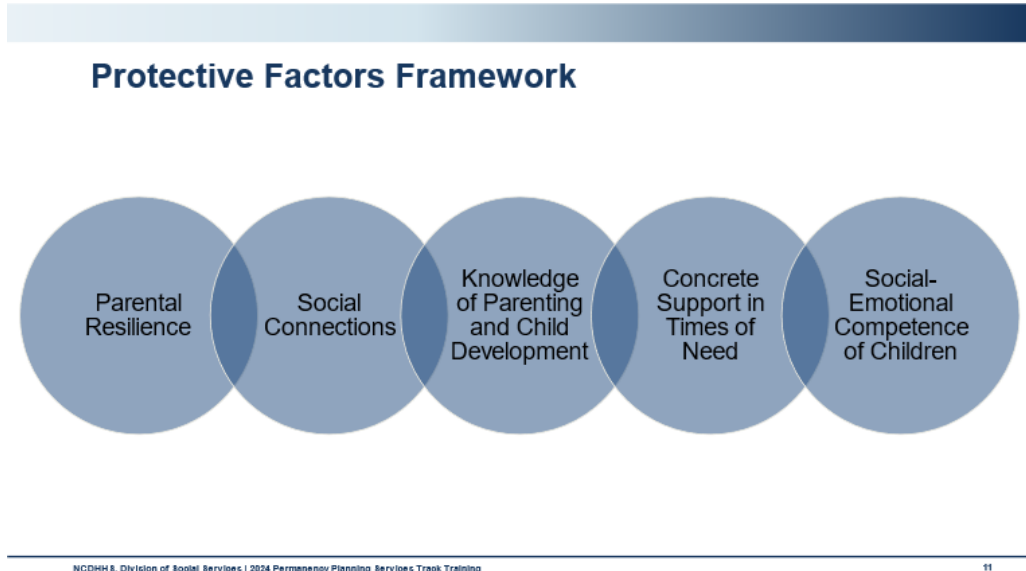 Protective Factors Framework
Parental
Resilience
Social
Connections
Knowledge
of Parenting
and Child
Development
Concrete
Support in
Times of
Need
Social-
Emotional
Competence
of Children
NCDHHS, Division of Social Services | 2024 Permanency Planning Services Track Training
11